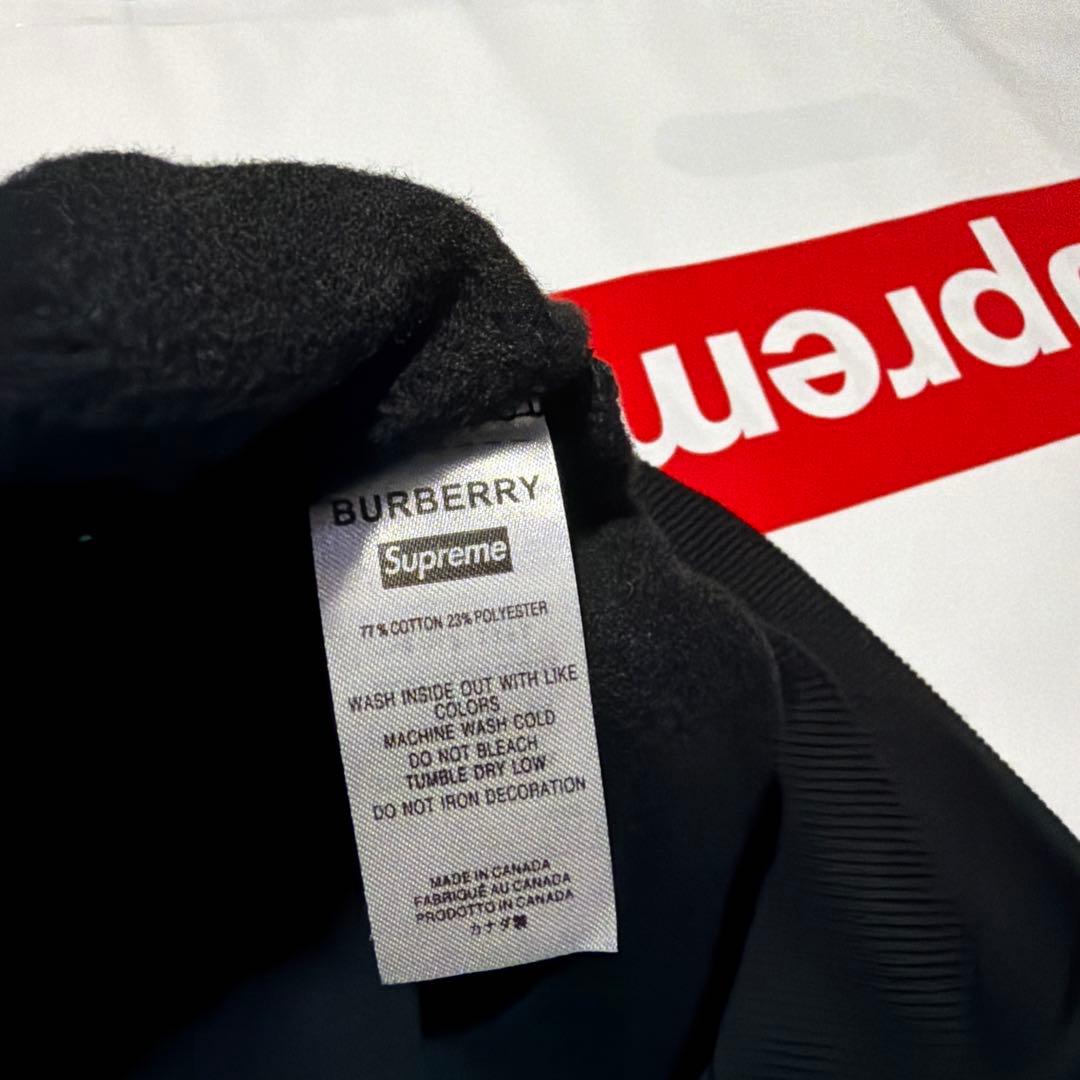 BURBERRY
Supreme
77% COTTON 23% POLYESTER
WASH INSIDE OUT WITH LIKE
COLORS
MACHINE WASH COLD
DO NOT BLEACH
TUMBLE DRY LOW
DO NOT IRON DECORATION
MADE IN CANADA
FABRIQUÉ AU CANADA
PRODOTTO IN CANADA
カナダ製
uprem